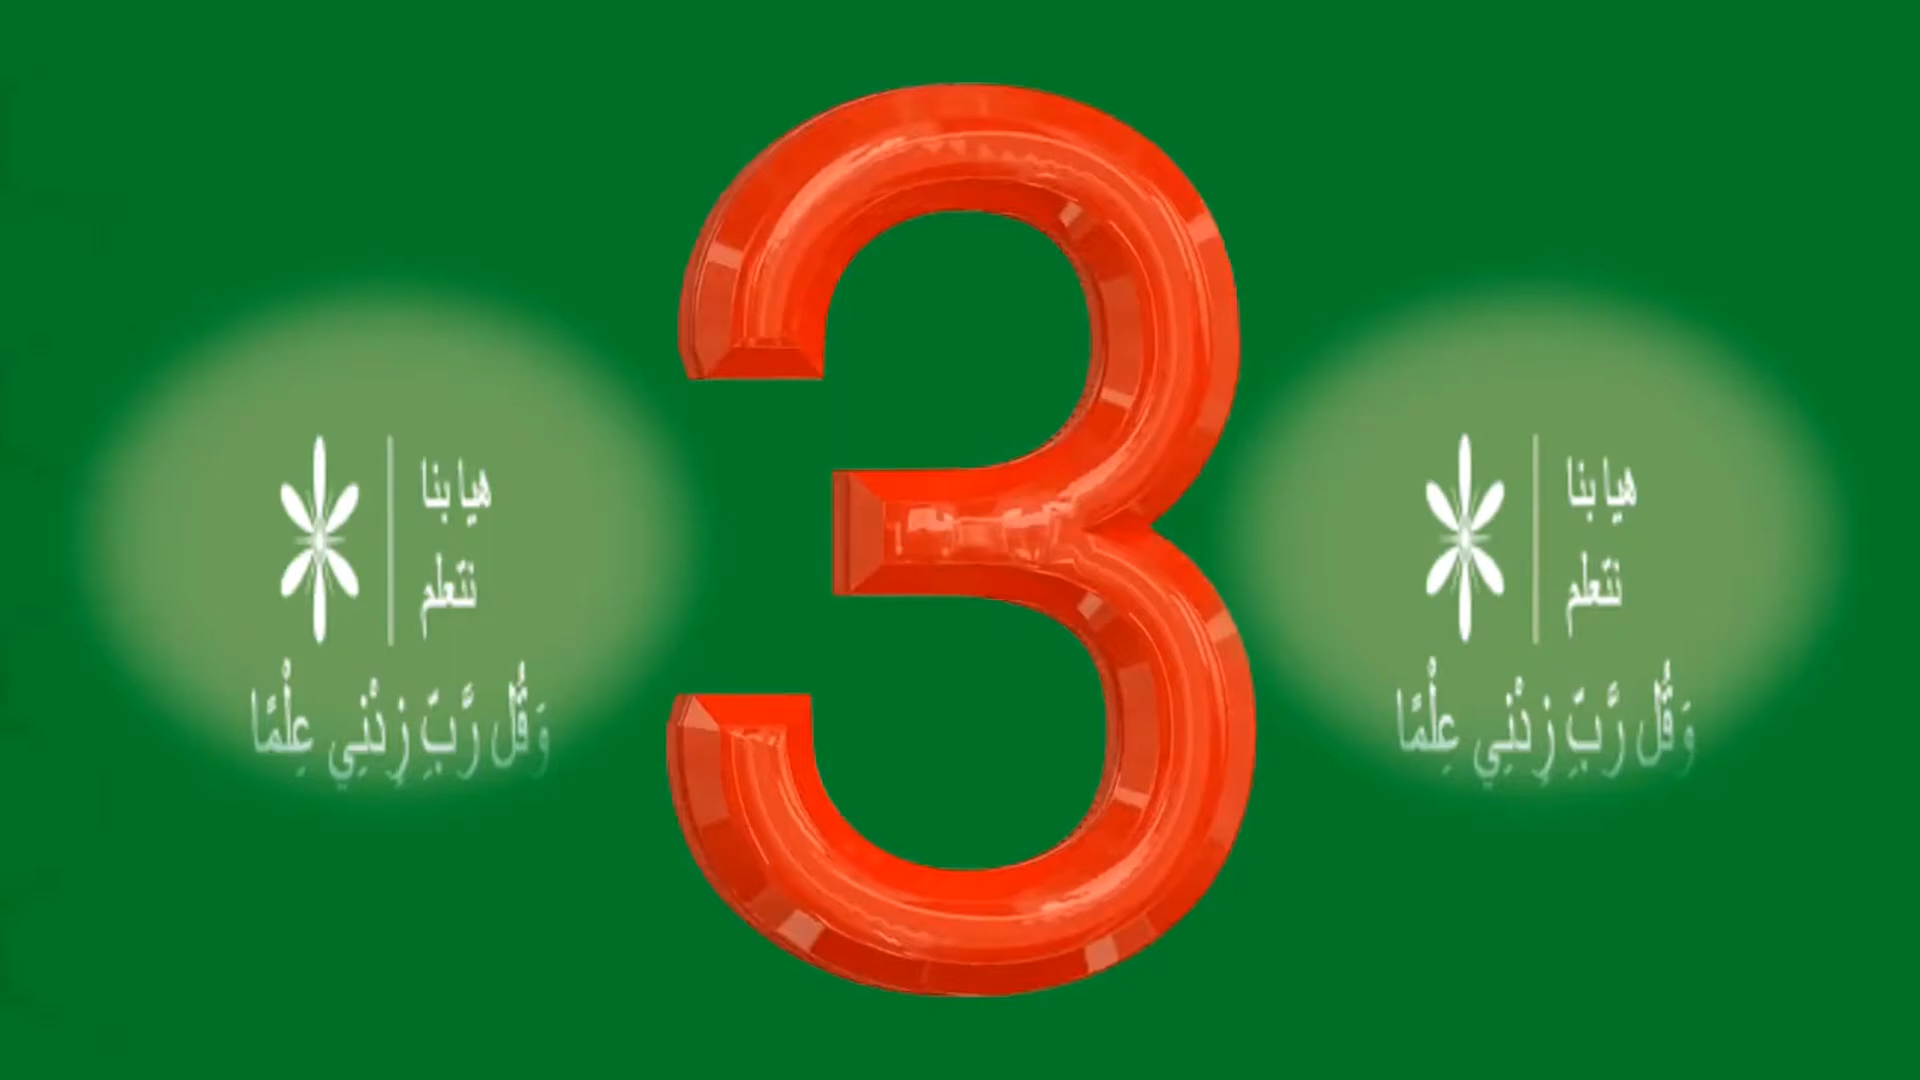 هيا بنا
نتعلم
وَقُل رَّبِّ زِدْنِي عِلْمًا
3
هيا بنا
نتعلم
وَقُل رَّبِّ زِدْنِي عِلْمًا